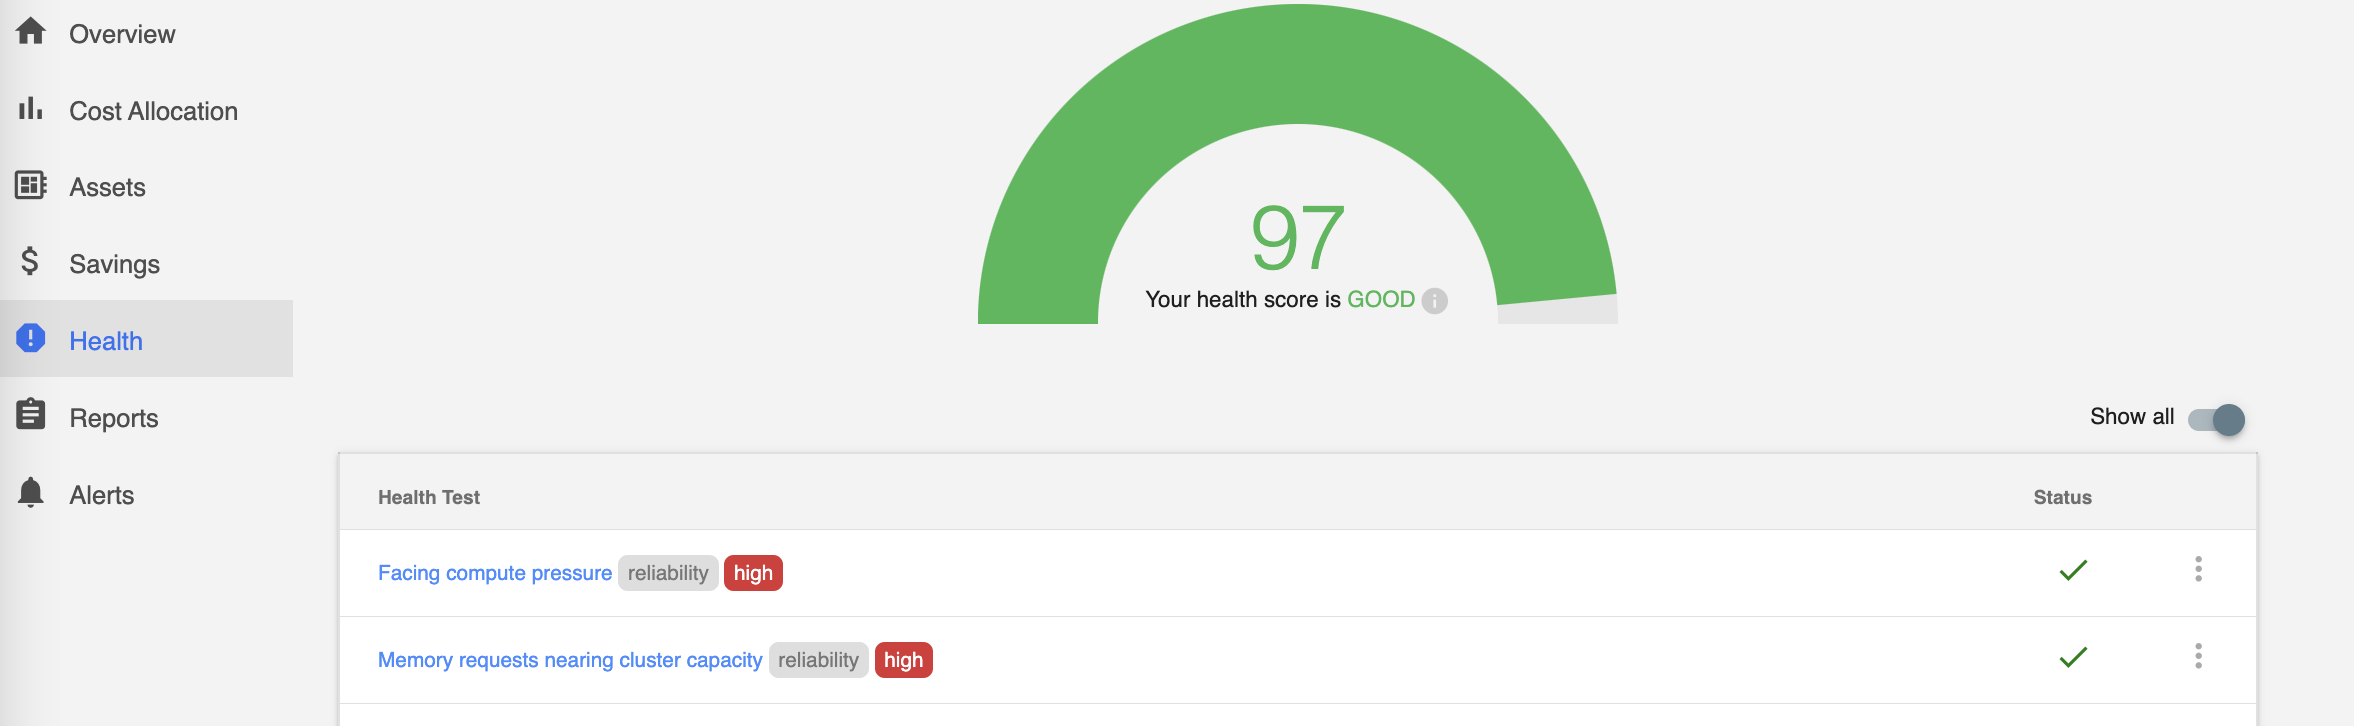 Overview
Cost Allocation
Assets
Savings
Health
Reports
Alerts
97
Your health score is GOOD
Show all
Health Test Status
Facing compute pressure reliability high
Memory requests nearing cluster capacity reliability high